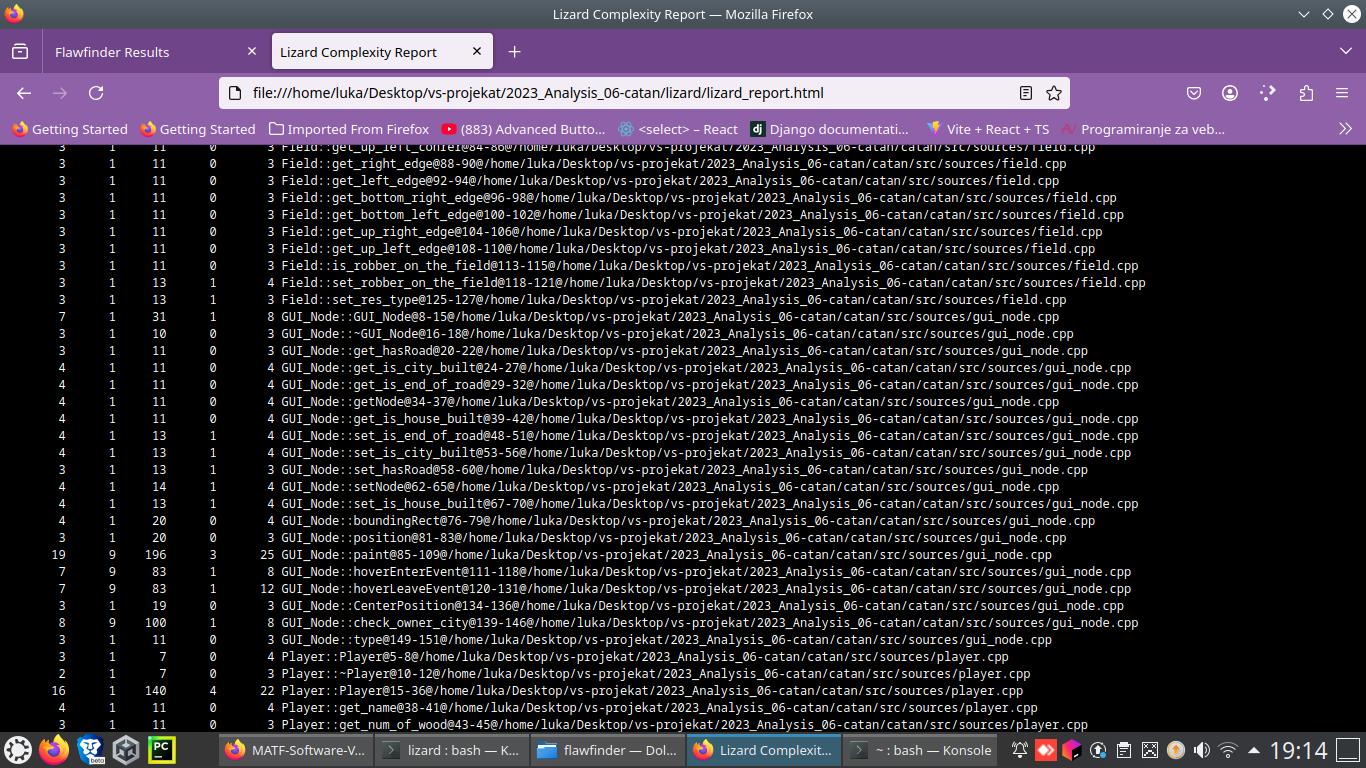 Lizard Complexity Report — Mozilla Firefox
Flawfinder Results
Lizard Complexity Report
file:///home/luka/Desktop/vs-projekat/2023_Analysis_06-catan/lizard/lizard_report.html
Getting Started Getting Started Imported From Firefox (883) Advanced Butto... <select> – React Django documentati... Vite + React + TS Programiranje za veb...
3 1 11 0 3 Field::get_up_left_corner@84-86@/home/luka/Desktop/vs-projekat/2023_Analysis_06-catan/catan/src/sources/field.cpp
3 1 11 0 3 Field::get_right_edge@88-90@/home/luka/Desktop/vs-projekat/2023_Analysis_06-catan/catan/src/sources/field.cpp
3 1 11 0 3 Field::get_left_edge@92-94@/home/luka/Desktop/vs-projekat/2023_Analysis_06-catan/catan/src/sources/field.cpp
3 1 11 0 3 Field::get_bottom_right_edge@96-98@/home/luka/Desktop/vs-projekat/2023_Analysis_06-catan/catan/src/sources/field.cpp
3 1 11 0 3 Field::get_bottom_left_edge@100-102@/home/luka/Desktop/vs-projekat/2023_Analysis_06-catan/catan/src/sources/field.cpp
3 1 11 0 3 Field::get_up_right_edge@104-106@/home/luka/Desktop/vs-projekat/2023_Analysis_06-catan/catan/src/sources/field.cpp
3 1 11 0 3 Field::get_up_left_edge@108-110@/home/luka/Desktop/vs-projekat/2023_Analysis_06-catan/catan/src/sources/field.cpp
3 1 11 0 3 Field::is_robber_on_the_field@113-115@/home/luka/Desktop/vs-projekat/2023_Analysis_06-catan/catan/src/sources/field.cpp
3 1 13 1 4 Field::set_robber_on_the_field@118-121@/home/luka/Desktop/vs-projekat/2023_Analysis_06-catan/catan/src/sources/field.cpp
3 1 13 1 3 Field::set_res_type@125-127@/home/luka/Desktop/vs-projekat/2023_Analysis_06-catan/catan/src/sources/field.cpp
7 1 31 1 8 GUI_Node::GUI_Node@8-15@/home/luka/Desktop/vs-projekat/2023_Analysis_06-catan/catan/src/sources/gui_node.cpp
3 1 10 0 3 GUI_Node::~GUI_Node@16-18@/home/luka/Desktop/vs-projekat/2023_Analysis_06-catan/catan/src/sources/gui_node.cpp
3 1 11 0 3 GUI_Node::get_hasRoad@20-22@/home/luka/Desktop/vs-projekat/2023_Analysis_06-catan/catan/src/sources/gui_node.cpp
4 1 11 0 4 GUI_Node::get_is_city_built@24-27@/home/luka/Desktop/vs-projekat/2023_Analysis_06-catan/catan/src/sources/gui_node.cpp
4 1 11 0 4 GUI_Node::get_is_end_of_road@29-32@/home/luka/Desktop/vs-projekat/2023_Analysis_06-catan/catan/src/sources/gui_node.cpp
4 1 11 0 4 GUI_Node::getNode@34-37@/home/luka/Desktop/vs-projekat/2023_Analysis_06-catan/catan/src/sources/gui_node.cpp
4 1 11 0 4 GUI_Node::get_is_house_built@39-42@/home/luka/Desktop/vs-projekat/2023_Analysis_06-catan/catan/src/sources/gui_node.cpp
4 1 13 1 4 GUI_Node::set_is_end_of_road@48-51@/home/luka/Desktop/vs-projekat/2023_Analysis_06-catan/catan/src/sources/gui_node.cpp
4 1 13 1 4 GUI_Node::set_is_city_built@53-56@/home/luka/Desktop/vs-projekat/2023_Analysis_06-catan/catan/src/sources/gui_node.cpp
3 1 13 1 3 GUI_Node::set_hasRoad@58-60@/home/luka/Desktop/vs-projekat/2023_Analysis_06-catan/catan/src/sources/gui_node.cpp
4 1 14 1 4 GUI_Node::setNode@62-65@/home/luka/Desktop/vs-projekat/2023_Analysis_06-catan/catan/src/sources/gui_node.cpp
4 1 13 1 4 GUI_Node::set_is_house_built@67-70@/home/luka/Desktop/vs-projekat/2023_Analysis_06-catan/catan/src/sources/gui_node.cpp
4 1 20 0 4 GUI_Node::boundingRect@76-79@/home/luka/Desktop/vs-projekat/2023_Analysis_06-catan/catan/src/sources/gui_node.cpp
3 1 20 0 3 GUI_Node::position@81-83@/home/luka/Desktop/vs-projekat/2023_Analysis_06-catan/catan/src/sources/gui_node.cpp
19 9 196 3 25 GUI_Node::paint@85-109@/home/luka/Desktop/vs-projekat/2023_Analysis_06-catan/catan/src/sources/gui_node.cpp
7 9 83 1 8 GUI_Node::hoverEnterEvent@111-118@/home/luka/Desktop/vs-projekat/2023_Analysis_06-catan/catan/src/sources/gui_node.cpp
7 9 83 1 12 GUI_Node::hoverLeaveEvent@120-131@/home/luka/Desktop/vs-projekat/2023_Analysis_06-catan/catan/src/sources/gui_node.cpp
3 1 19 0 3 GUI_Node::CenterPosition@134-136@/home/luka/Desktop/vs-projekat/2023_Analysis_06-catan/catan/src/sources/gui_node.cpp
8 9 100 1 8 GUI_Node::check_owner_city@139-146@/home/luka/Desktop/vs-projekat/2023_Analysis_06-catan/catan/src/sources/gui_node.cpp
3 1 11 0 3 GUI_Node::type@149-151@/home/luka/Desktop/vs-projekat/2023_Analysis_06-catan/catan/src/sources/gui_node.cpp
3 1 7 0 4 Player::Player@5-8@/home/luka/Desktop/vs-projekat/2023_Analysis_06-catan/catan/src/sources/player.cpp
2 1 7 0 3 Player::~Player@10-12@/home/luka/Desktop/vs-projekat/2023_Analysis_06-catan/catan/src/sources/player.cpp
16 1 140 4 22 Player::Player@15-36@/home/luka/Desktop/vs-projekat/2023_Analysis_06-catan/catan/src/sources/player.cpp
4 1 11 0 4 Player::get_name@38-41@/home/luka/Desktop/vs-projekat/2023_Analysis_06-catan/catan/src/sources/player.cpp
3 1 11 0 3 Player::get_num_of_wood@43-45@/home/luka/Desktop/vs-projekat/2023_Analysis_06-catan/catan/src/sources/player.cpp
beta PC MATF-Software-V... lizard : bash — K... flawfinder — Dol... Lizard Complexit... ~ : bash — Konsole 19:14